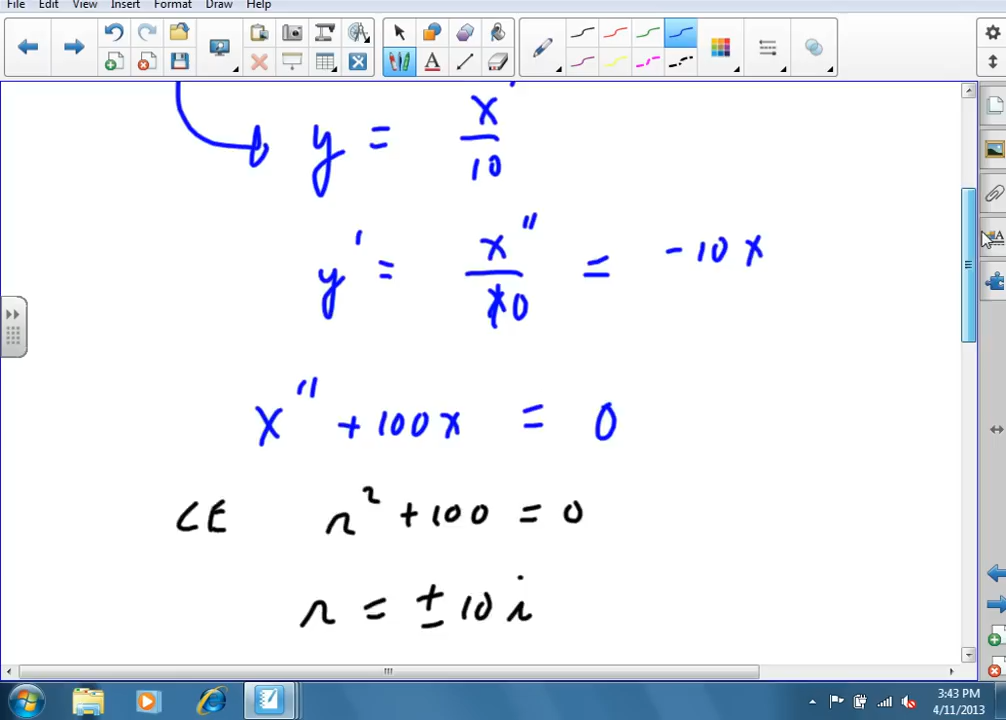 File Edit View Insert Format Draw Help
y = x'/10
y' = x''/10 = -10x
x'' + 100x = 0
CE r² + 100 = 0
r = ± 10i
3:43 PM
4/11/2013